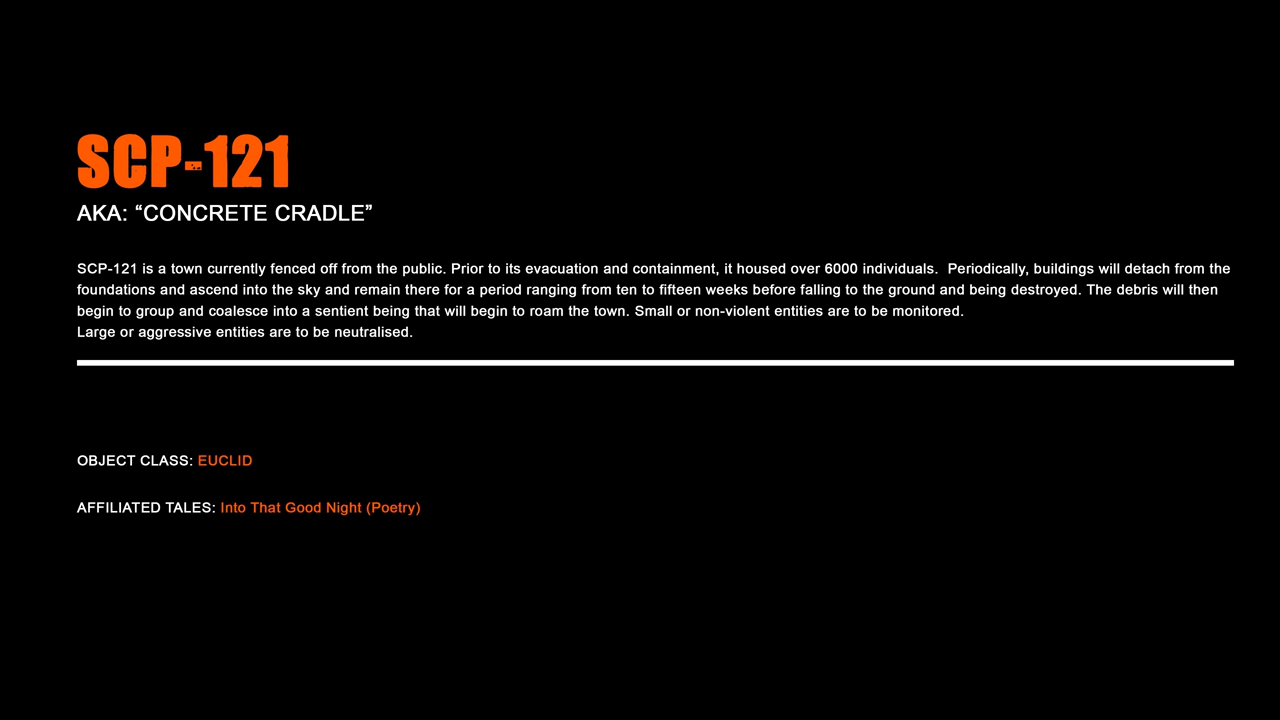 SCP-121
AKA: “CONCRETE CRADLE”
SCP-121 is a town currently fenced off from the public. Prior to its evacuation and containment, it housed over 6000 individuals.  Periodically, buildings will detach from the
foundations and ascend into the sky and remain there for a period ranging from ten to fifteen weeks before falling to the ground and being destroyed. The debris will then
begin to group and coalesce into a sentient being that will begin to roam the town. Small or non-violent entities are to be monitored.
Large or aggressive entities are to be neutralised.
OBJECT CLASS: EUCLID
AFFILIATED TALES: Into That Good Night (Poetry)